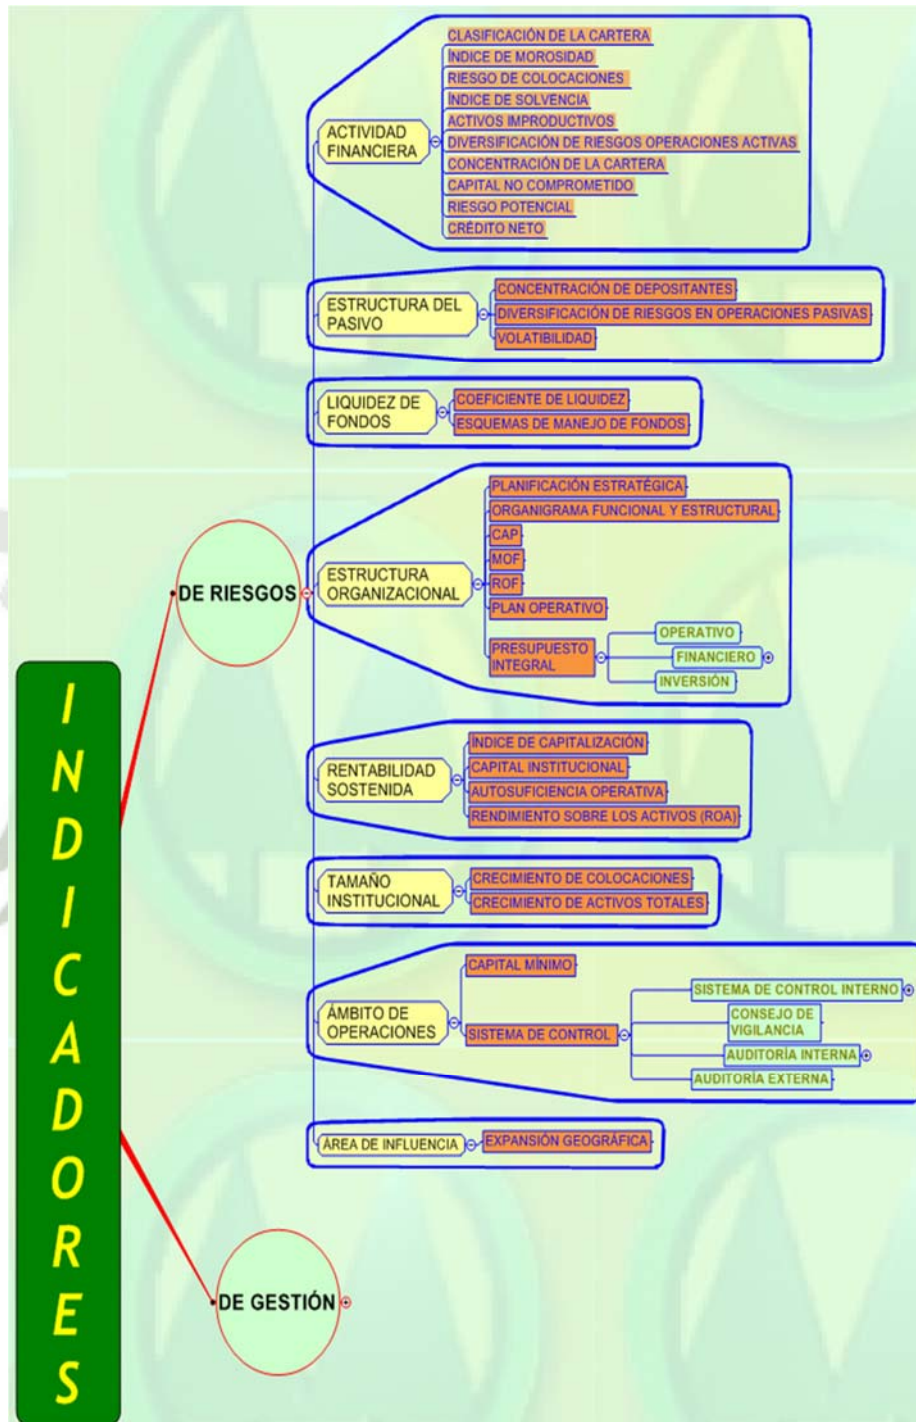 INDICADORES
DE RIESGOS
ACTIVIDAD
FINANCIERA
CLASIFICACIÓN DE LA CARTERA
ÍNDICE DE MOROSIDAD
RIESGO DE COLOCACIONES
ÍNDICE DE SOLVENCIA
ACTIVOS IMPRODUCTIVOS
DIVERSIFICACIÓN DE RIESGOS OPERACIONES ACTIVAS
CONCENTRACIÓN DE LA CARTERA
CAPITAL NO COMPROMETIDO
RIESGO POTENCIAL
CRÉDITO NETO
ESTRUCTURA DEL
PASIVO
CONCENTRACIÓN DE DEPOSITANTES
DIVERSIFICACIÓN DE RIESGOS EN OPERACIONES PASIVAS
VOLATIBILIDAD
LIQUIDEZ DE
FONDOS
COEFICIENTE DE LIQUIDEZ
ESQUEMAS DE MANEJO DE FONDOS
ESTRUCTURA
ORGANIZACIONAL
PLANIFICACIÓN ESTRATÉGICA
ORGANIGRAMA FUNCIONAL Y ESTRUCTURAL
CAP
MOF
ROF
PLAN OPERATIVO
PRESUPUESTO
INTEGRAL
OPERATIVO
FINANCIERO
INVERSIÓN
RENTABILIDAD
SOSTENIDA
ÍNDICE DE CAPITALIZACIÓN
CAPITAL INSTITUCIONAL
AUTOSUFICIENCIA OPERATIVA
RENDIMIENTO SOBRE LOS ACTIVOS (ROA)
TAMAÑO
INSTITUCIONAL
CRECIMIENTO DE COLOCACIONES
CRECIMIENTO DE ACTIVOS TOTALES
ÁMBITO DE
OPERACIONES
CAPITAL MÍNIMO
SISTEMA DE CONTROL
SISTEMA DE CONTROL INTERNO
CONSEJO DE
VIGILANCIA
AUDITORÍA INTERNA
AUDITORÍA EXTERNA
ÁREA DE INFLUENCIA
EXPANSIÓN GEOGRÁFICA
DE GESTIÓN